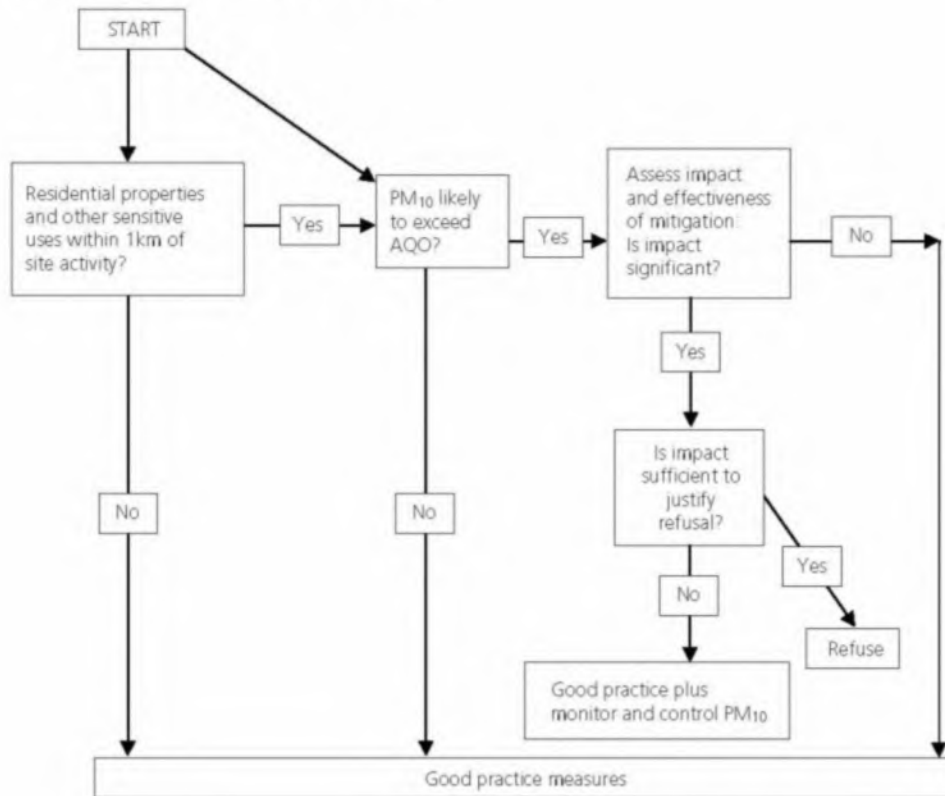 START
Residential properties
and other sensitive
uses within 1km of
site activity?
Yes
PM₁₀ likely
to exceed
AQO?
Yes
Assess impact
and effectiveness
of mitigation:
Is impact
significant?
No
Yes
Is impact
sufficient to
justify
refusal?
No
No
No
Yes
Refuse
Good practice plus
monitor and control PM₁₀
Good practice measures